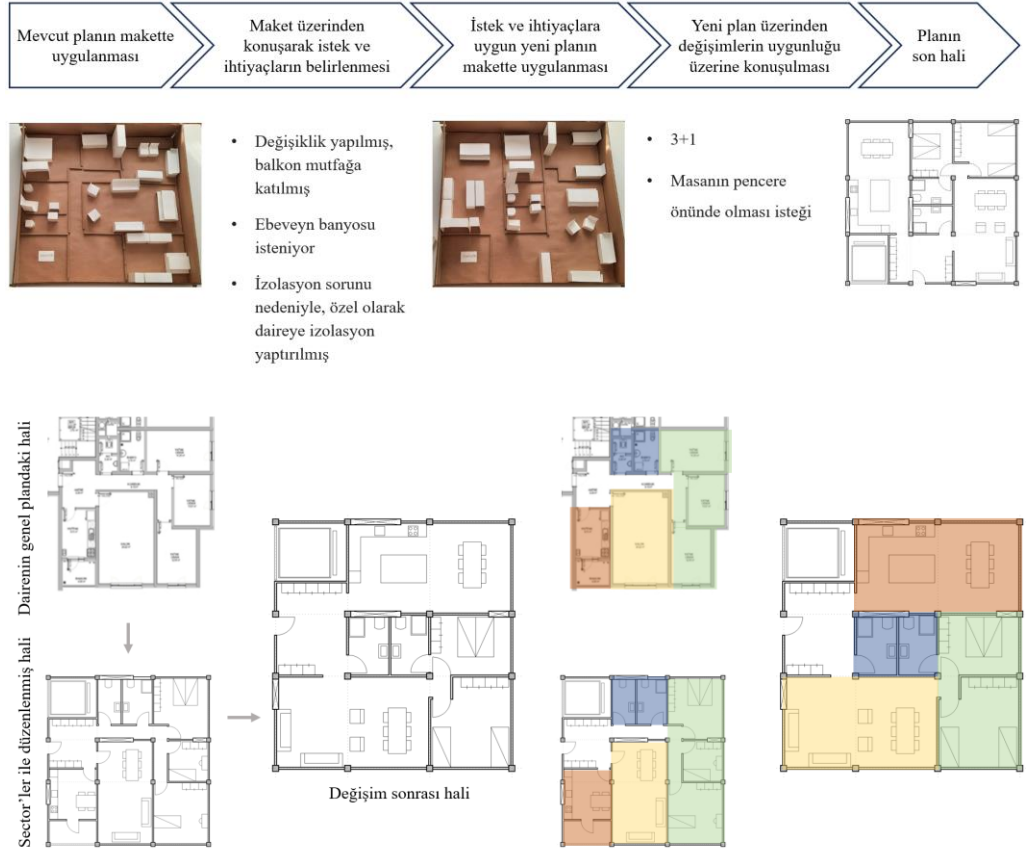 Mevcut planın makette
uygulanması
Maket üzerinden
konuşarak istek ve
ihtiyaçların belirlenmesi
İstek ve ihtiyaçlara
uygun yeni planın
makette uygulanması
Yeni plan üzerinden
değişimlerin uygunluğu
üzerine konuşulması
Planın
son hali
• Değişiklik yapılmış,
balkon mutfağa
katılmış
• Ebeveyn banyosu
isteniyor
• İzolasyon sorunu
nedeniyle, özel olarak
daireye izolasyon
yaptırılmış
• 3+1
• Masanın pencere
önünde olması isteği
Dairenin genel plandaki hali
Sector’ler ile düzenlenmiş hali
Değişim sonrası hali